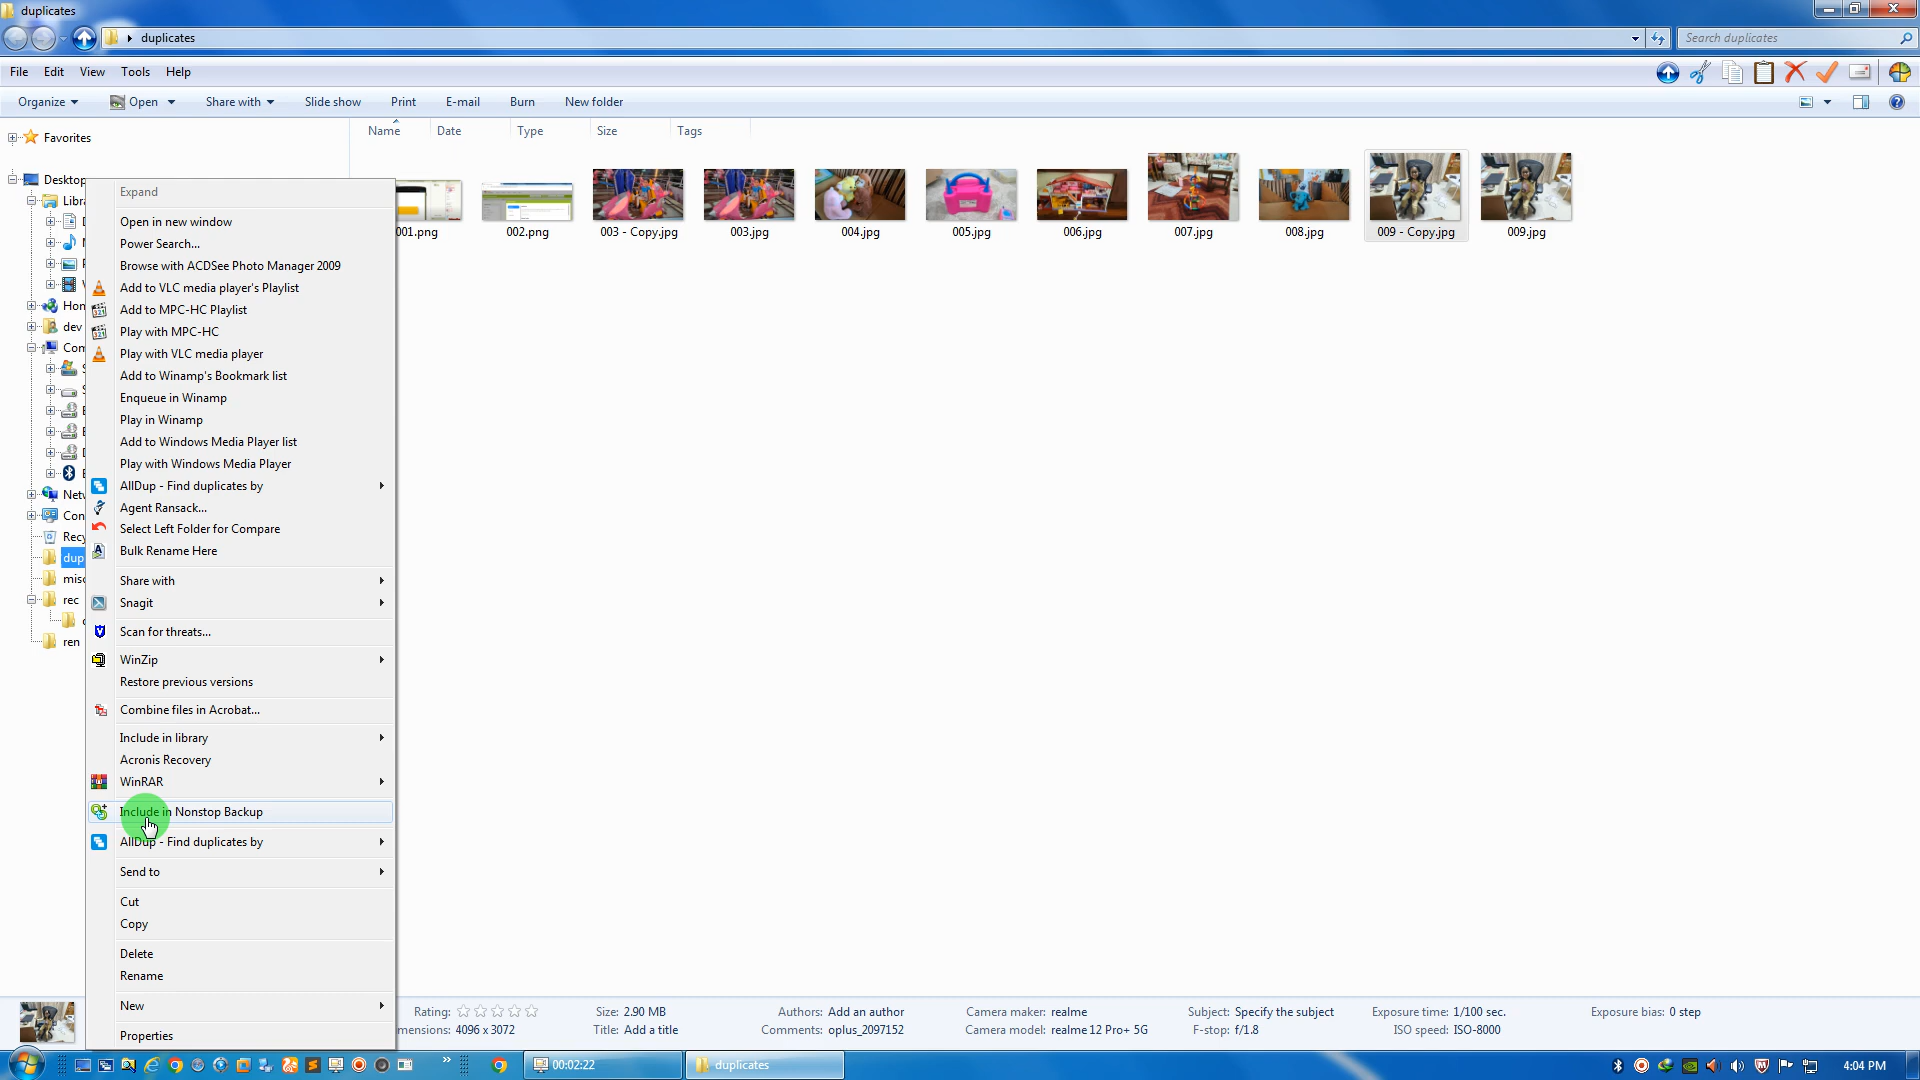 duplicates
duplicates
Search duplicates
File Edit View Tools Help
Organize Open Share with Slide show Print E-mail Burn New folder
Name Date Type Size Tags
Favorites
Desktop
dev
rec
ren
Expand
Open in new window
Power Search...
Browse with ACDSee Photo Manager 2009
Add to VLC media player's Playlist
Add to MPC-HC Playlist
Play with MPC-HC
Play with VLC media player
Add to Winamp's Bookmark list
Enqueue in Winamp
Play in Winamp
Add to Windows Media Player list
Play with Windows Media Player
AllDup - Find duplicates by
Agent Ransack...
Select Left Folder for Compare
Bulk Rename Here
Share with
Snagit
Scan for threats...
WinZip
Restore previous versions
Combine files in Acrobat...
Include in library
Acronis Recovery
WinRAR
Include in Nonstop Backup
AllDup - Find duplicates by
Send to
Cut
Copy
Delete
Rename
New
Properties
001.png 002.png 003 - Copy.jpg 003.jpg 004.jpg 005.jpg 006.jpg 007.jpg 008.jpg 009 - Copy.jpg 009.jpg
Rating: Size: 2.90 MB Authors: Add an author Camera maker: realme Subject: Specify the subject Exposure time: 1/100 sec. Exposure bias: 0 step
mensions: 4096 x 3072 Title: Add a title Comments: oplus_2097152 Camera model: realme 12 Pro+ 5G F-stop: f/1.8 ISO speed: ISO-8000
00:02:22 duplicates 4:04 PM